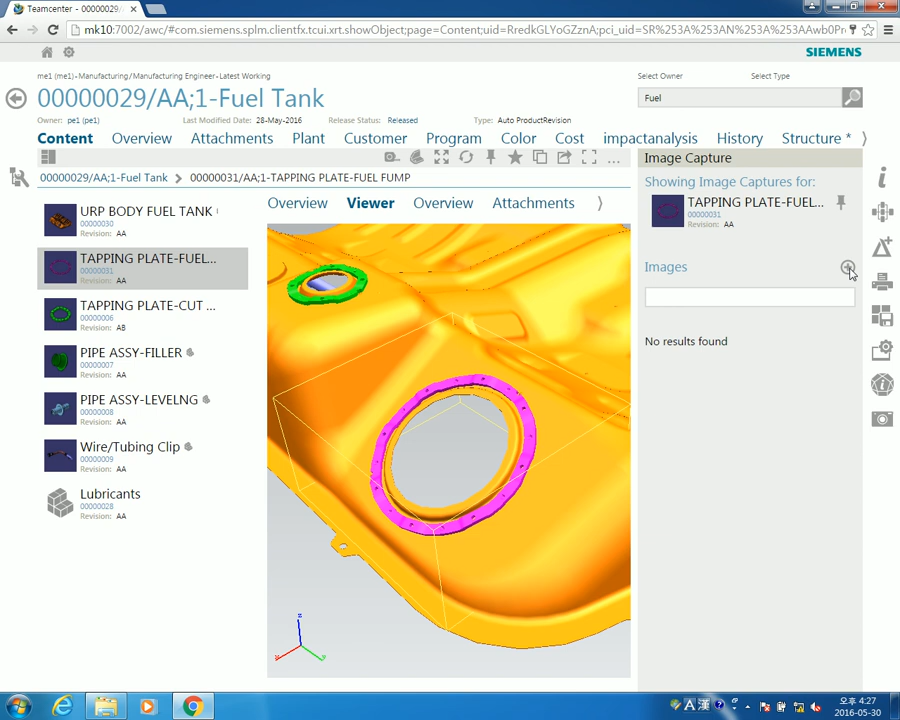 Teamcenter - 00000029/
mk10:7002/awc/#com.siemens.splm.clientfx.tcui.xrt.showObject;page=Content;uid=RredkGLYoGZznA;pci_uid=SR%253A%253AN%253A%253AAwb0Pr
SIEMENS
me1 (me1)-Manufacturing/Manufacturing Engineer-Latest Working
00000029/AA;1-Fuel Tank
Owner: pe1 (pe1) Last Modified Date: 28-May-2016 Release Status: Released Type: Auto ProductRevision
Select Owner Select Type
Fuel
Content Overview Attachments Plant Customer Program Color Cost impactanalysis History Structure *
...
00000029/AA;1-Fuel Tank > 00000031/AA;1-TAPPING PLATE-FUEL FUMP
URP BODY FUEL TANK
00000030
Revision: AA
TAPPING PLATE-FUEL...
00000031
Revision: AA
TAPPING PLATE-CUT ...
00000006
Revision: AB
PIPE ASSY-FILLER
00000007
Revision: AA
PIPE ASSY-LEVELNG
00000008
Revision: AA
Wire/Tubing Clip
00000009
Revision: AA
Lubricants
00000028
Revision: AA
Overview Viewer Overview Attachments
Image Capture
Showing Image Captures for:
TAPPING PLATE-FUEL...
00000031
Revision: AA
Images
No results found
A 漢
오후 4:27
2016-05-30